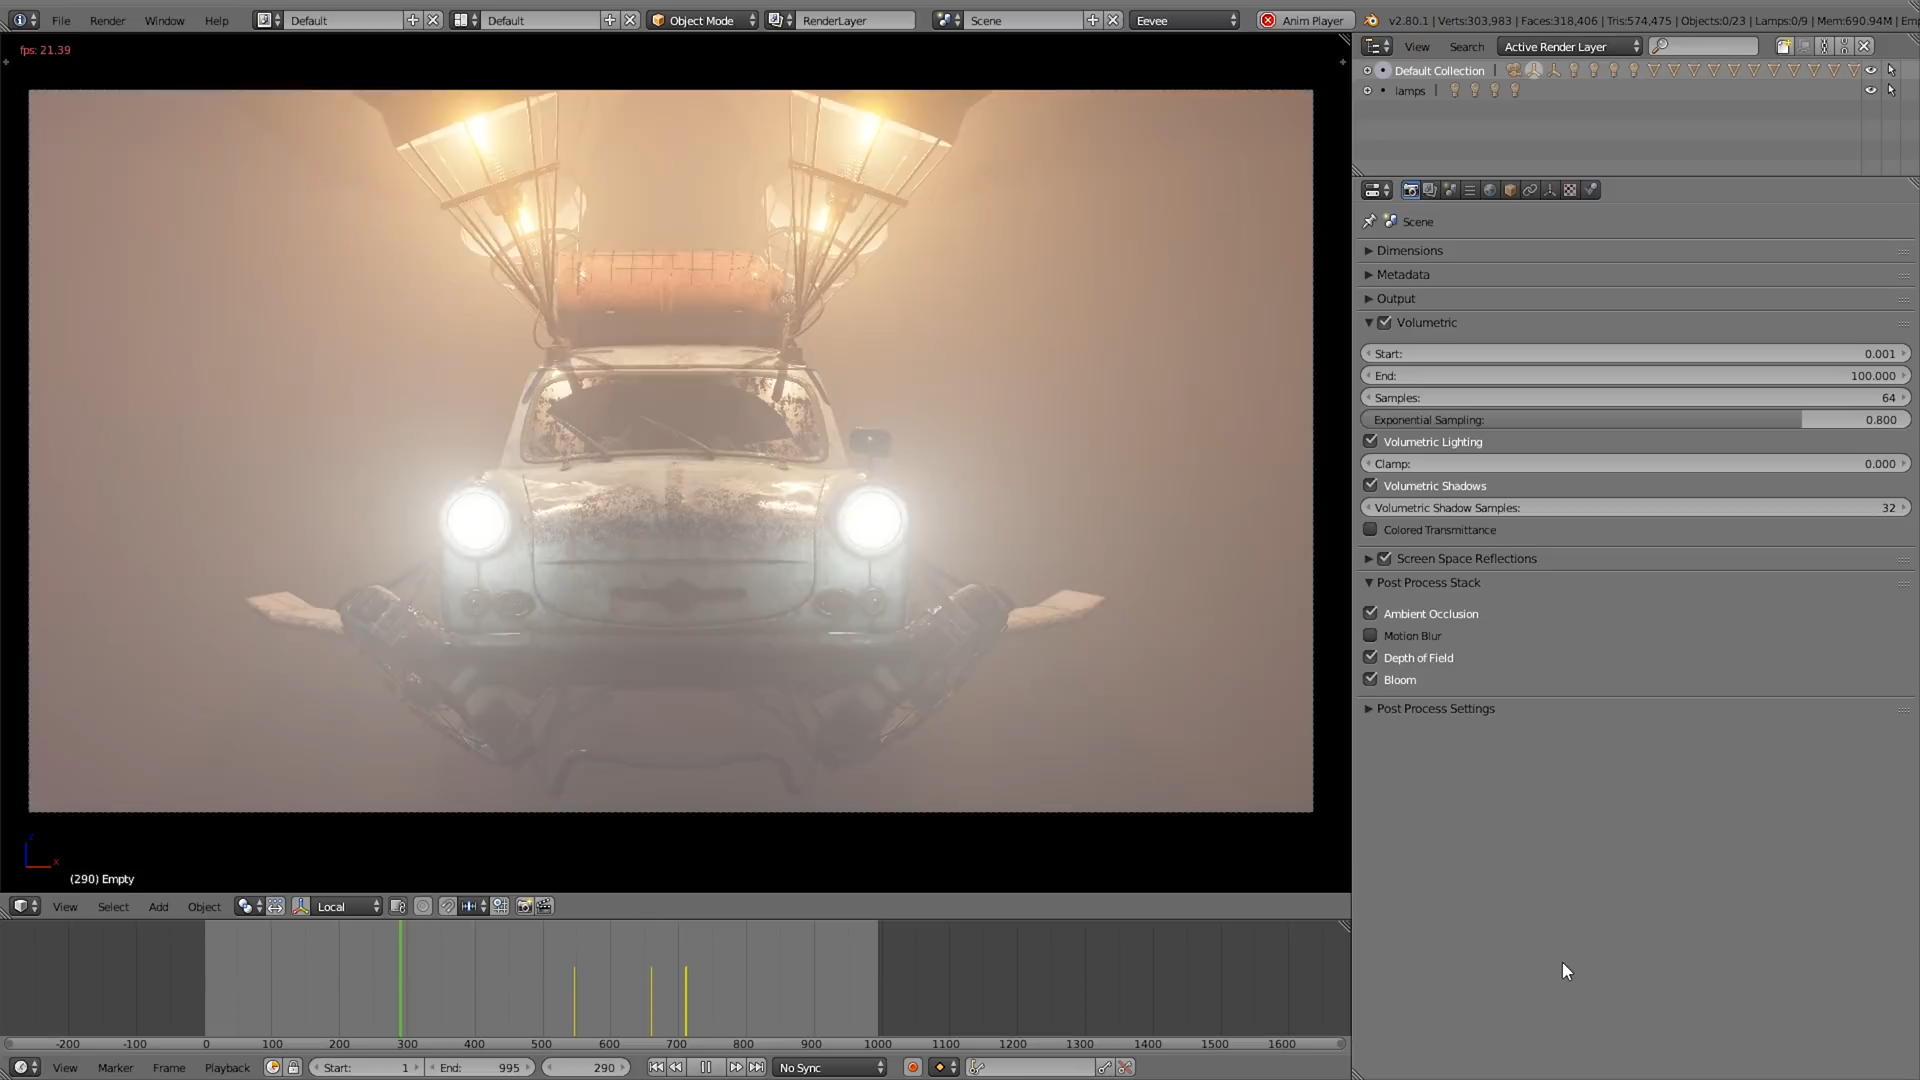 File Render Window Help Default Default Object Mode RenderLayer Scene Eevee Anim Player v2.80.1 | Verts:303,983 | Faces:318,406 | Tris:574,475 | Objects:0/23 | Lamps:0/9 | Mem:690.94M | Em
fps: 21.39
View Search Active Render Layer
Default Collection
lamps
Scene
Dimensions
Metadata
Output
Volumetric
Start: 0.001
End: 100.000
Samples: 64
Exponential Sampling: 0.800
Volumetric Lighting
Clamp: 0.000
Volumetric Shadows
Volumetric Shadow Samples: 32
Colored Transmittance
Screen Space Reflections
Post Process Stack
Ambient Occlusion
Motion Blur
Depth of Field
Bloom
Post Process Settings
z
x
(290) Empty
View Select Add Object Local
-200 -100 0 100 200 300 400 500 600 700 800 900 1000 1100 1200 1300 1400 1500 1600
View Marker Frame Playback Start: 1 End: 995 290 No Sync